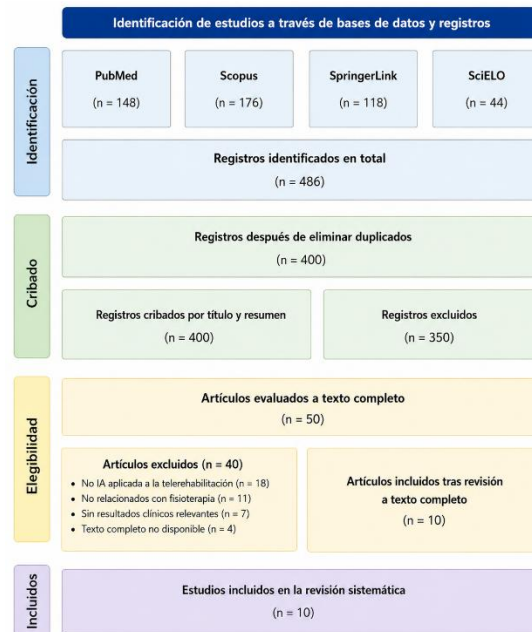 Identificación de estudios a través de bases de datos y registros
Identificación
PubMed
(n = 148)
Scopus
(n = 176)
SpringerLink
(n = 118)
SciELO
(n = 44)
Registros identificados en total
(n = 486)
Cribado
Registros después de eliminar duplicados
(n = 400)
Registros cribados por título y resumen
(n = 400)
Registros excluidos
(n = 350)
Elegibilidad
Artículos evaluados a texto completo
(n = 50)
Artículos excluidos (n = 40)
• No IA aplicada a la telerehabilitación (n = 18)
• No relacionados con fisioterapia (n = 11)
• Sin resultados clínicos relevantes (n = 7)
• Texto completo no disponible (n = 4)
Artículos incluidos tras revisión
a texto completo
(n = 10)
Incluidos
Estudios incluidos en la revisión sistemática
(n = 10)